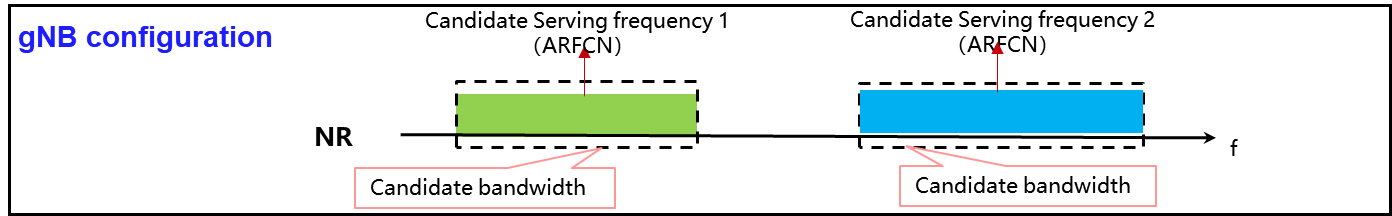 gNB configuration
Candidate Serving frequency 1
（ARFCN）
Candidate Serving frequency 2
（ARFCN）
NR
f
Candidate bandwidth
Candidate bandwidth